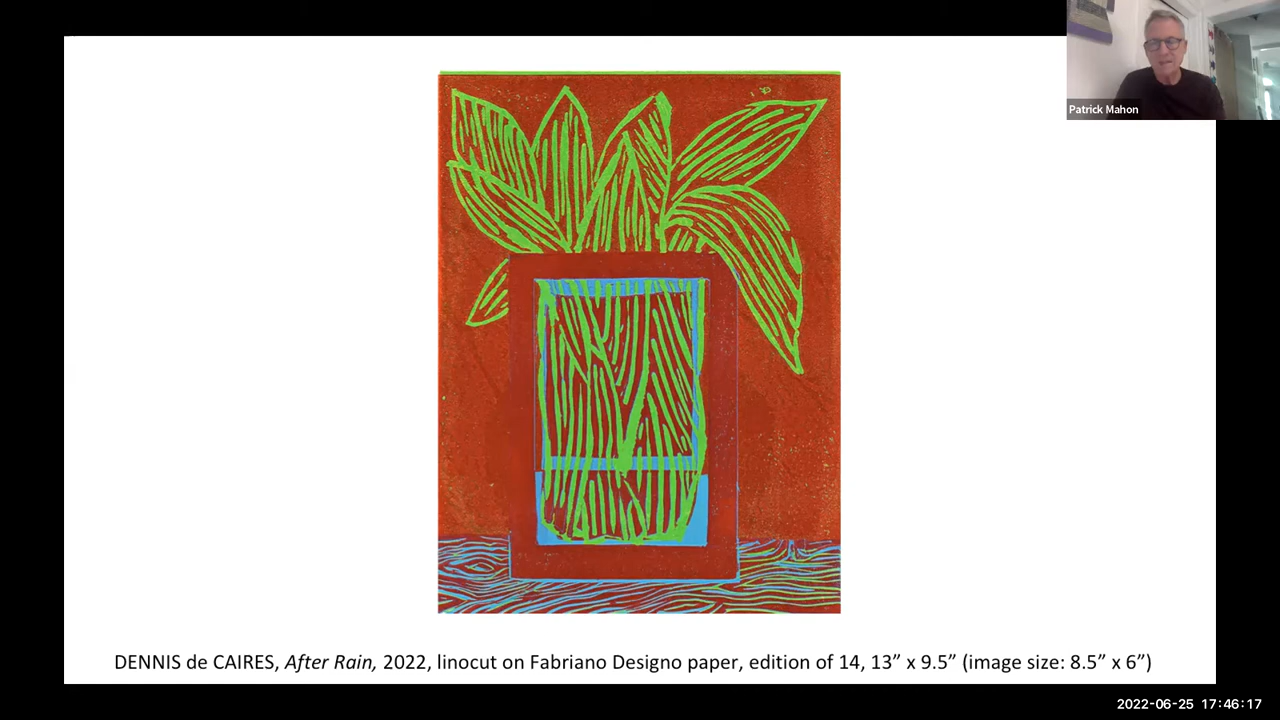 Patrick Mahon
DENNIS de CAIRES, After Rain, 2022, linocut on Fabriano Designo paper, edition of 14, 13” x 9.5” (image size: 8.5” x 6”)
2022-06-25 17:46:17